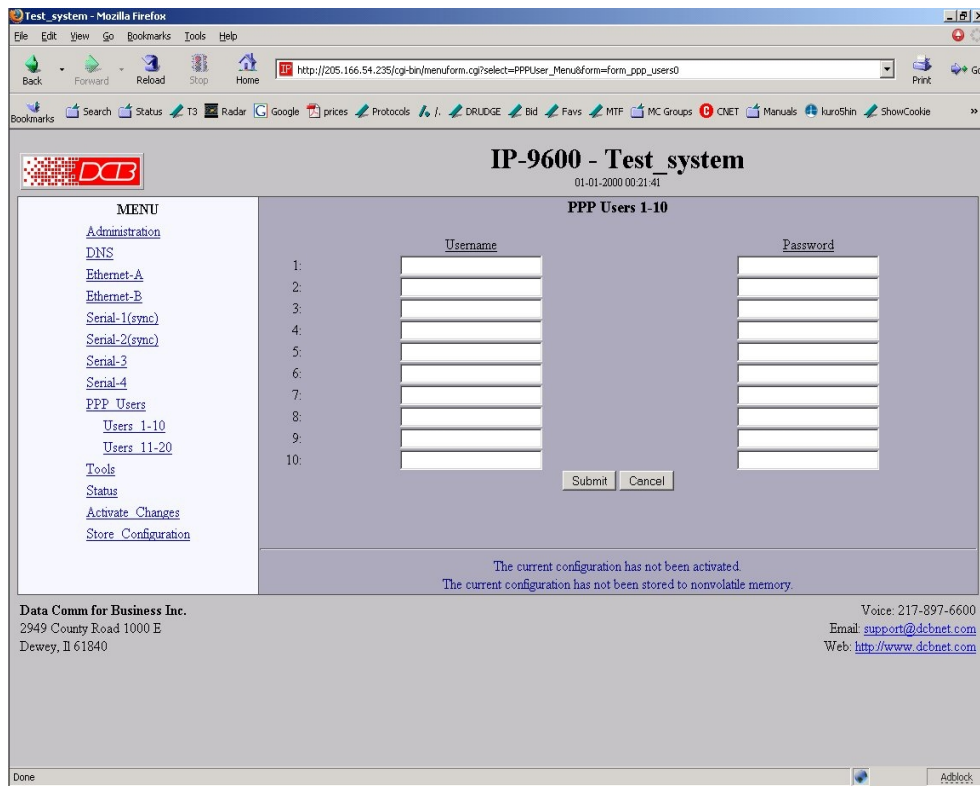 Test_system - Mozilla Firefox
File Edit View Go Bookmarks Tools Help
Back Forward Reload Stop Home
IP http://205.166.54.235/cgi-bin/menuform.cgi?select=PPPUser_Menu&form=form_ppp_users0
Print Go
Bookmarks Search Status T3 Radar Google prices Protocols /. DRUDGE Bid Favs MTF MC Groups CNET Manuals kuro5hin ShowCookie »
DCB
IP-9600 - Test_system
01-01-2000 00:21:41
MENU
Administration
DNS
Ethernet-A
Ethernet-B
Serial-1(sync)
Serial-2(sync)
Serial-3
Serial-4
PPP Users
Users 1-10
Users 11-20
Tools
Status
Activate Changes
Store Configuration
PPP Users 1-10
Username Password
1:
2:
3:
4:
5:
6:
7:
8:
9:
10:
Submit Cancel
The current configuration has not been activated.
The current configuration has not been stored to nonvolatile memory.
Data Comm for Business Inc.
2949 County Road 1000 E
Dewey, Il 61840
Voice: 217-897-6600
Email: support@dcbnet.com
Web: http://www.dcbnet.com
Done
Adblock